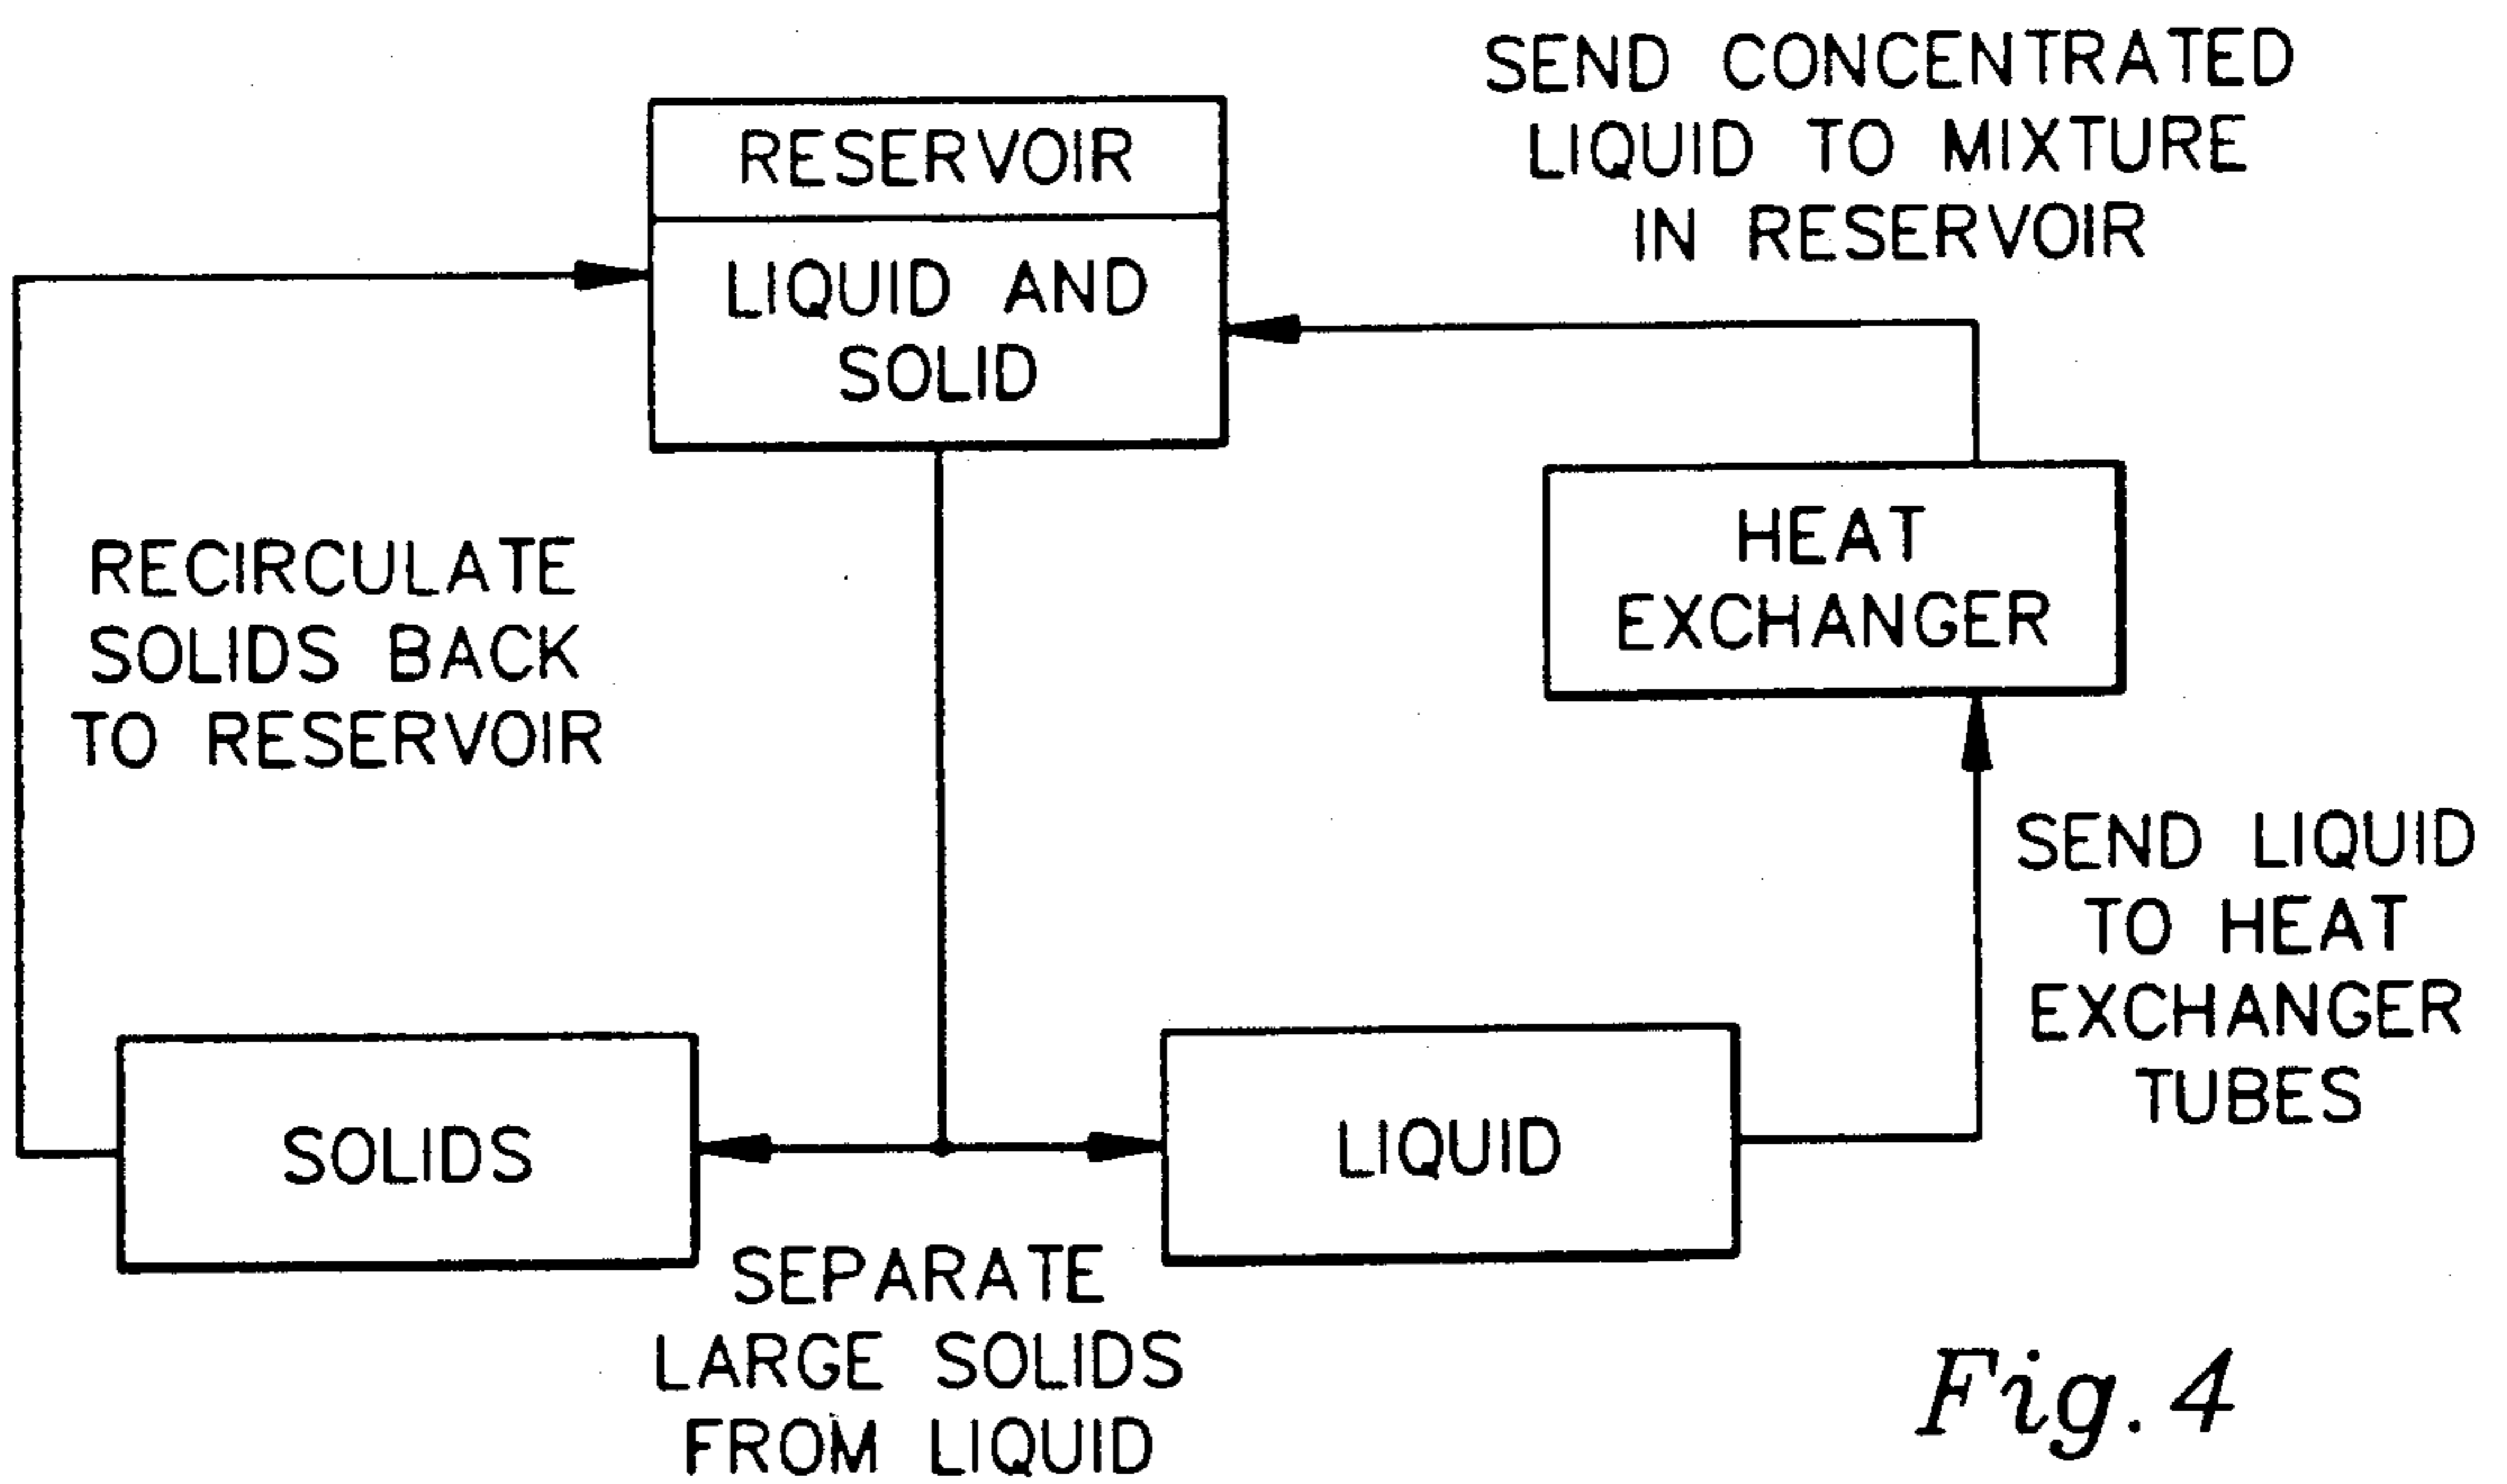 SEND CONCENTRATED
LIQUID TO MIXTURE
IN RESERVOIR
RESERVOIR
LIQUID AND
SOLID
HEAT
EXCHANGER
RECIRCULATE
SOLIDS BACK
TO RESERVOIR
SEND LIQUID
TO HEAT
EXCHANGER
TUBES
SOLIDS
LIQUID
SEPARATE
LARGE SOLIDS
FROM LIQUID
Fig. 4